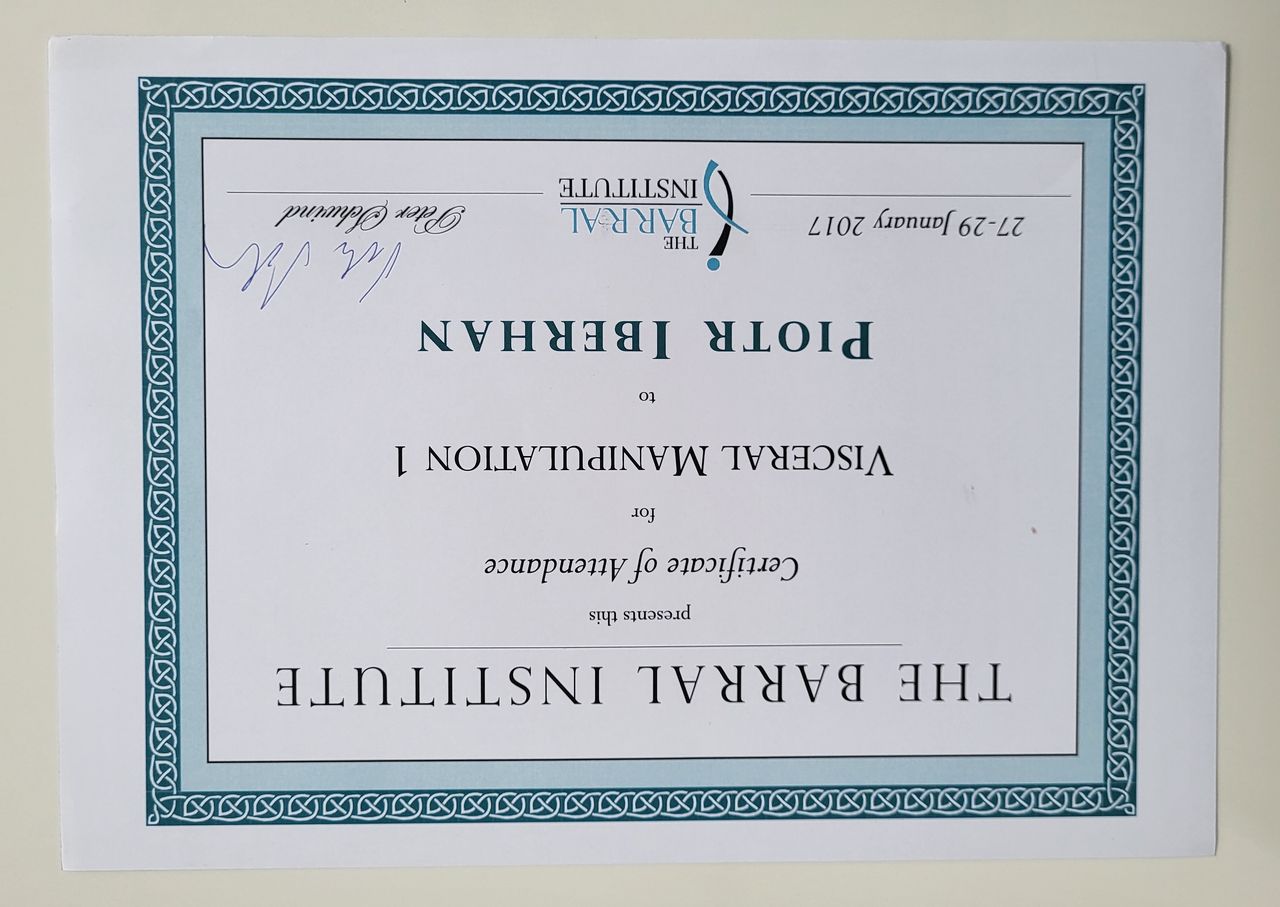 THE BARRAL INSTITUTE
presents this
Certificate of Attendance
for
VISCERAL MANIPULATION 1
to
PIOTR IBERHAN
27-29 January 2017
THE
BARRAL
INSTITUTE
Peter Schwind